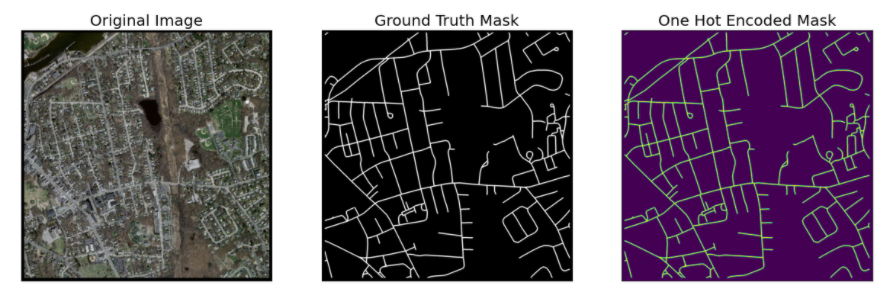 Original Image
Ground Truth Mask
One Hot Encoded Mask